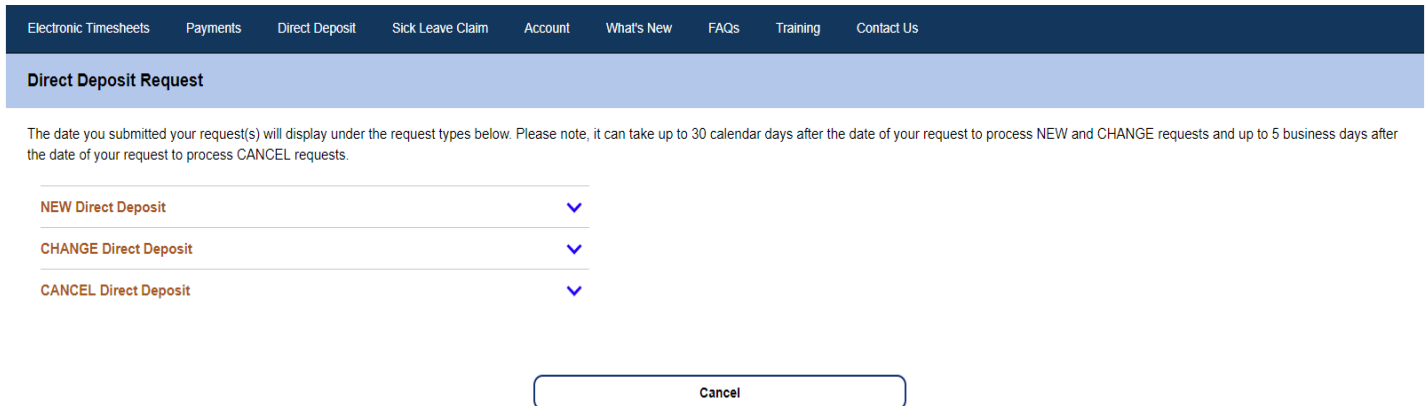 Electronic Timesheets Payments Direct Deposit Sick Leave Claim Account What's New FAQs Training Contact Us
Direct Deposit Request
The date you submitted your request(s) will display under the request types below. Please note, it can take up to 30 calendar days after the date of your request to process NEW and CHANGE requests and up to 5 business days after
the date of your request to process CANCEL requests.
NEW Direct Deposit
CHANGE Direct Deposit
CANCEL Direct Deposit
Cancel